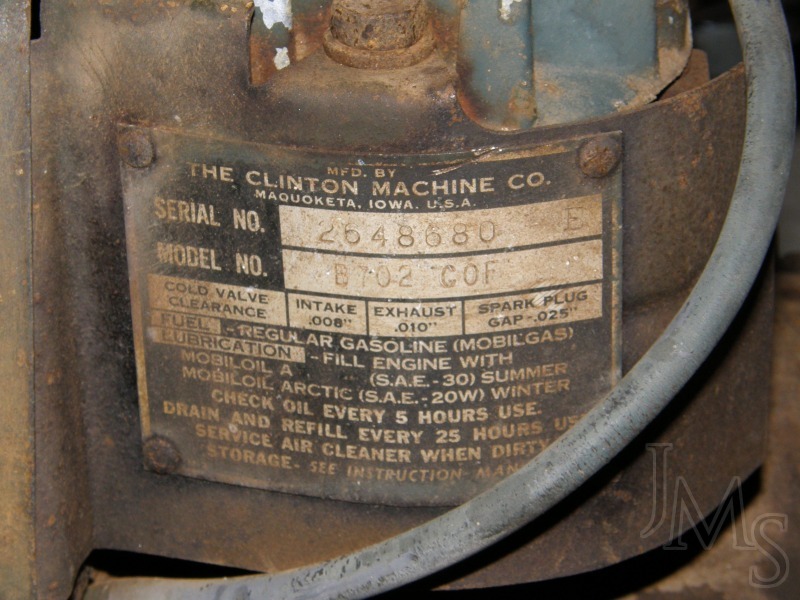 MFD. BY
THE CLINTON MACHINE CO.
MAQUOKETA, IOWA. U.S.A.
SERIAL NO. 2648680 E
MODEL NO. B702 GOF
COLD VALVE CLEARANCE INTAKE .008" EXHAUST .010" SPARK PLUG GAP-.025"
FUEL -REGULAR GASOLINE (MOBILGAS)
LUBRICATION -FILL ENGINE WITH
MOBILOIL A " " (S.A.E.-30) SUMMER
MOBILOIL ARCTIC (S.A.E.-20W) WINTER
CHECK OIL EVERY 5 HOURS USE.
DRAIN AND REFILL EVERY 25 HOURS
SERVICE AIR CLEANER WHEN DIRTY
STORAGE- SEE INSTRUCTION
JMS